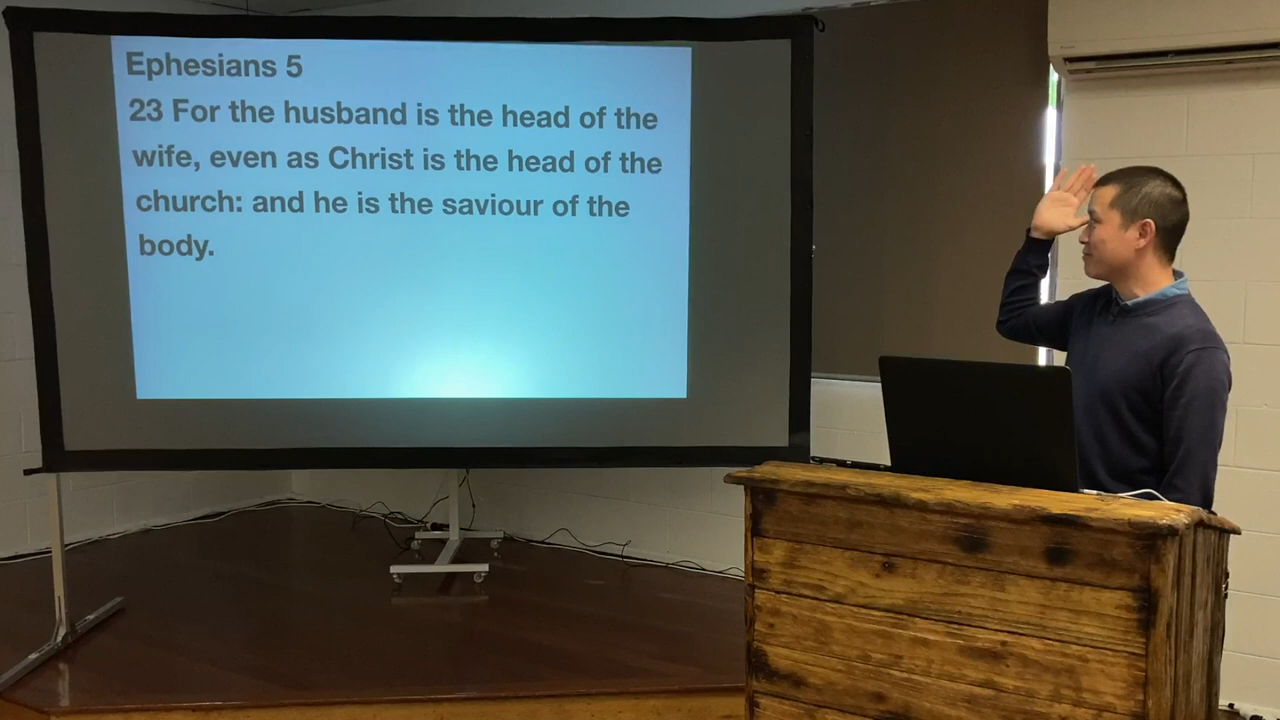 Ephesians 5
23 For the husband is the head of the
wife, even as Christ is the head of the
church: and he is the saviour of the
body.